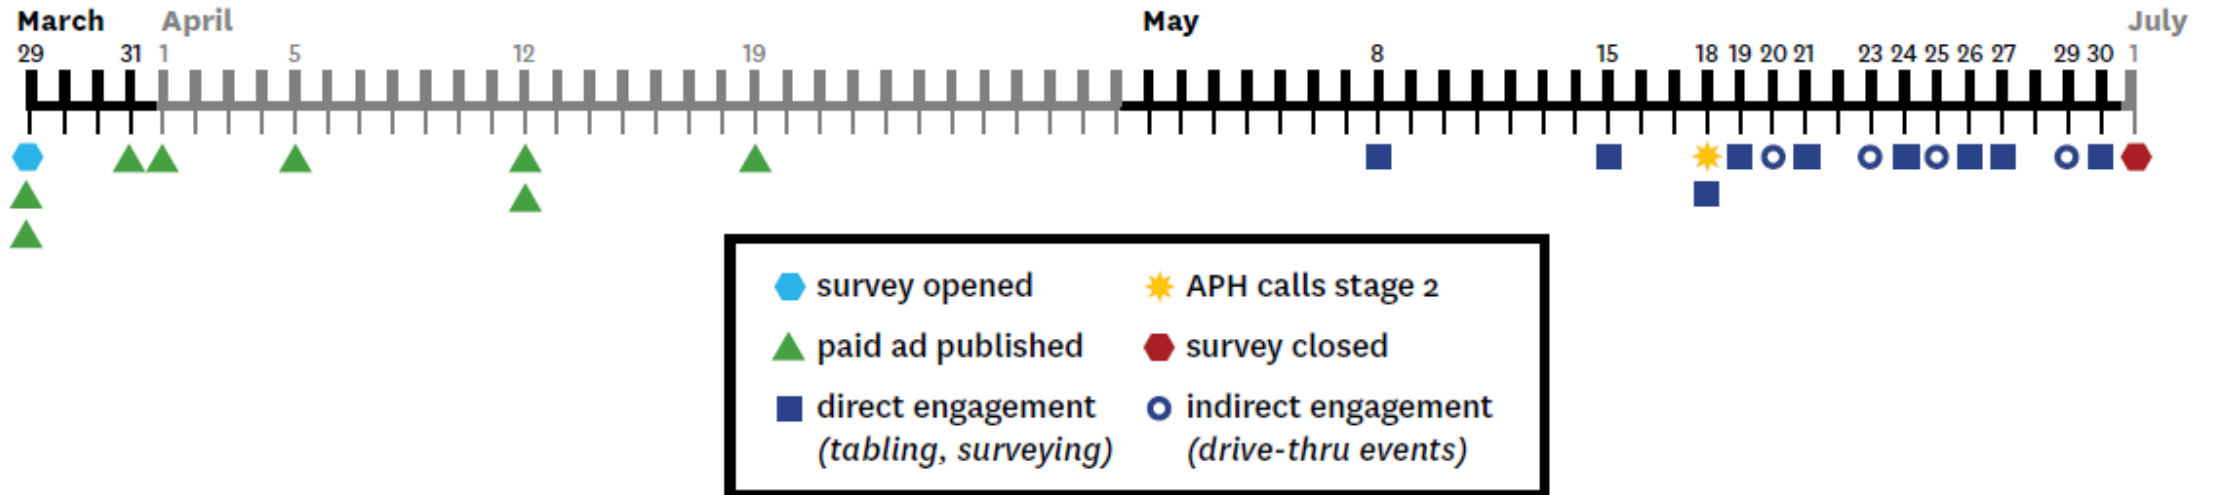 March April May July
29 31 1 5 12 19 8 15 18 19 20 21 23 24 25 26 27 29 30 1
survey opened
APH calls stage 2
paid ad published
survey closed
direct engagement
(tabling, surveying)
indirect engagement
(drive-thru events)